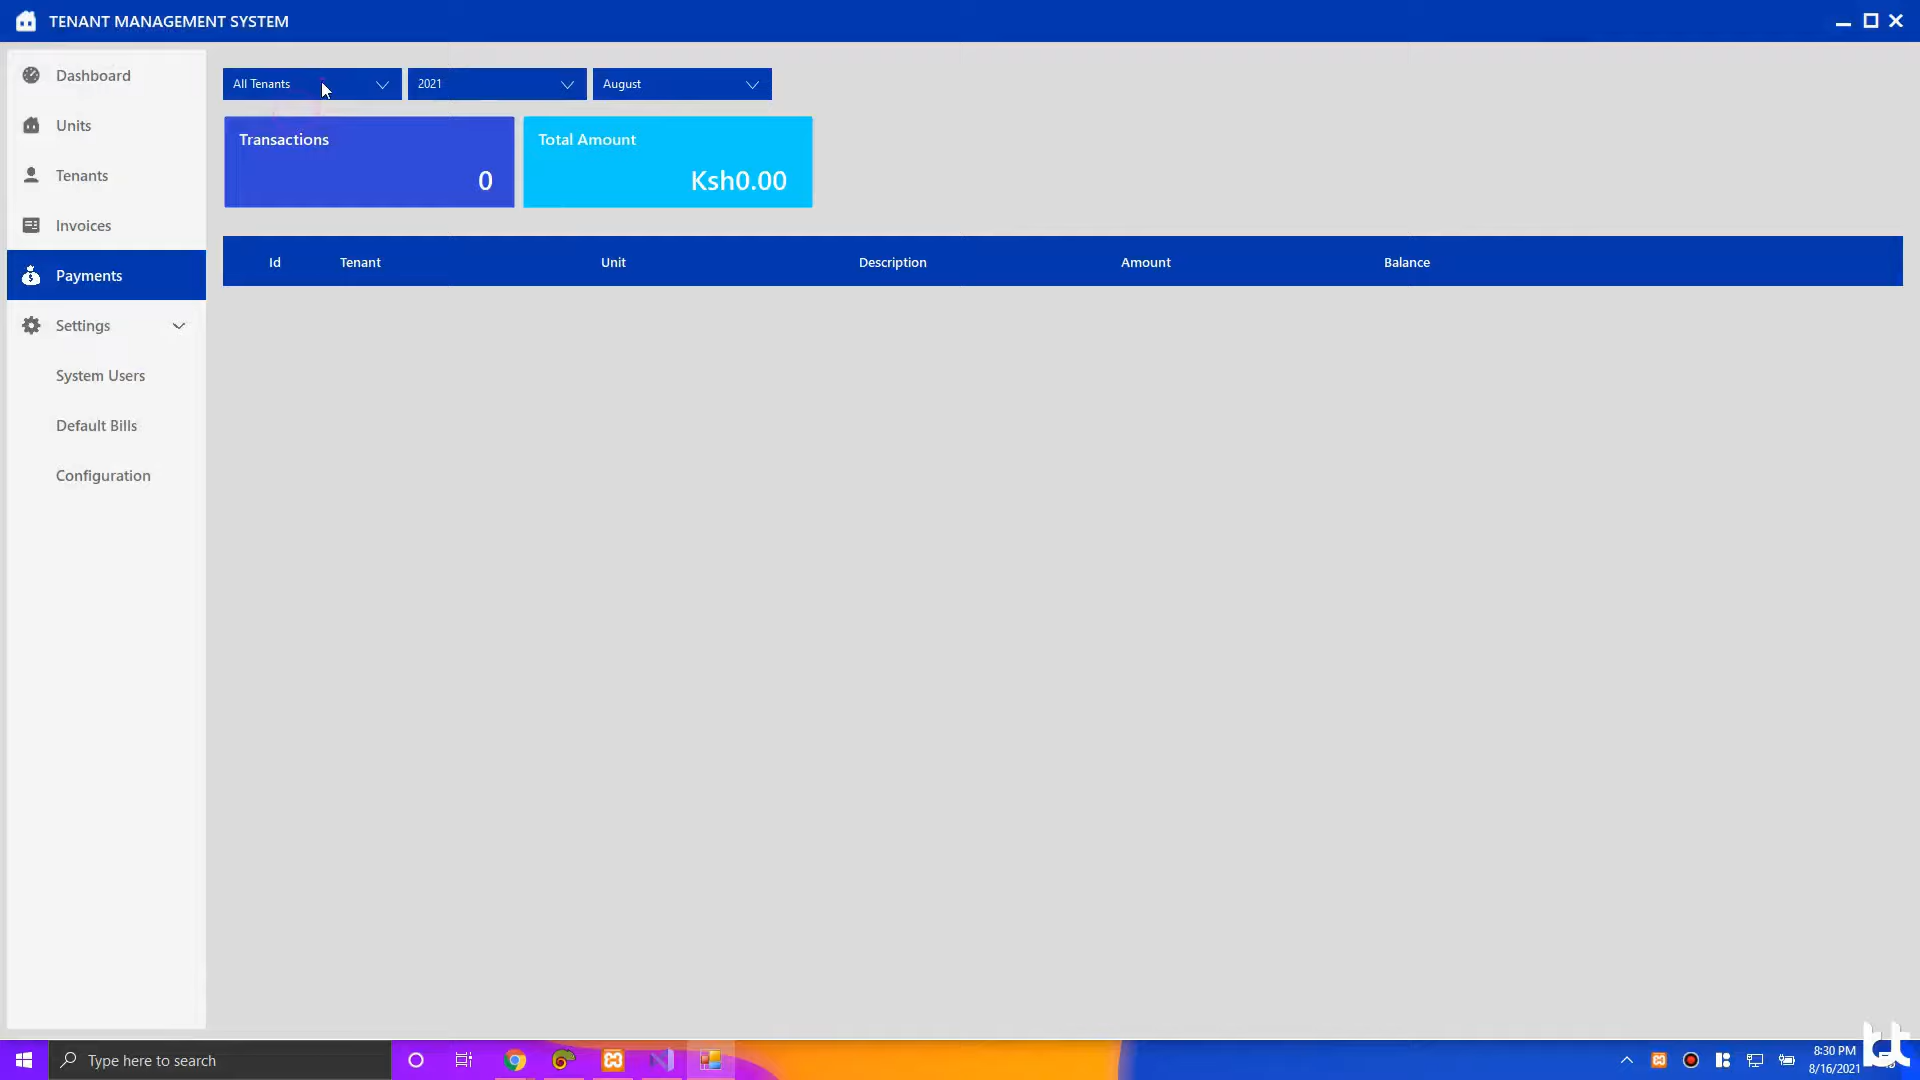 TENANT MANAGEMENT SYSTEM
Dashboard
Units
Tenants
Invoices
Payments
Settings
System Users
Default Bills
Configuration
All Tenants
2021
August
Transactions
0
Total Amount
Ksh0.00
Id Tenant Unit Description Amount Balance
Type here to search
8:30 PM
8/16/2021